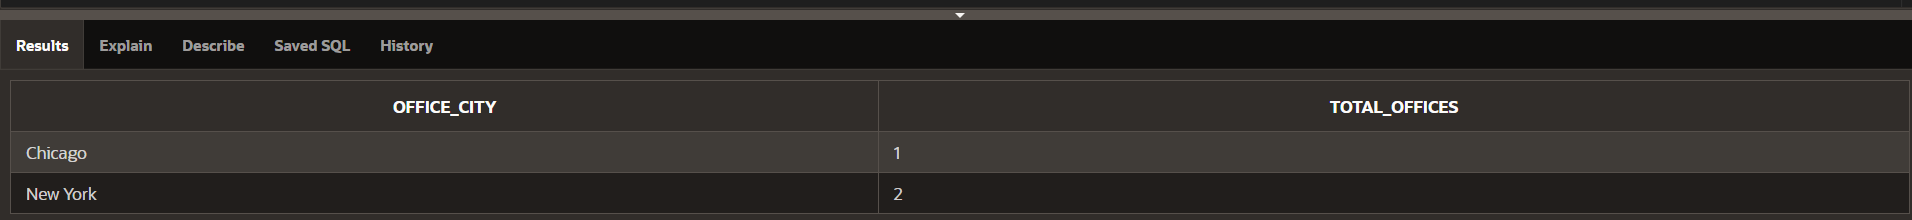 Results Explain Describe Saved SQL History
OFFICE_CITY TOTAL_OFFICES
Chicago 1
New York 2